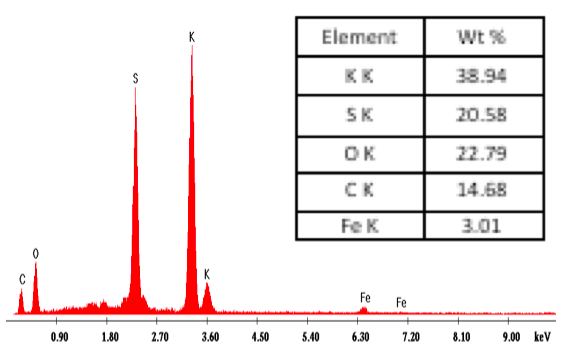 Element Wt %
K K 38.94
S K 20.58
O K 22.79
C K 14.68
Fe K 3.01
K
S
O
C
K
Fe
Fe
0.90 1.80 2.70 3.60 4.50 5.40 6.30 7.20 8.10 9.00 keV